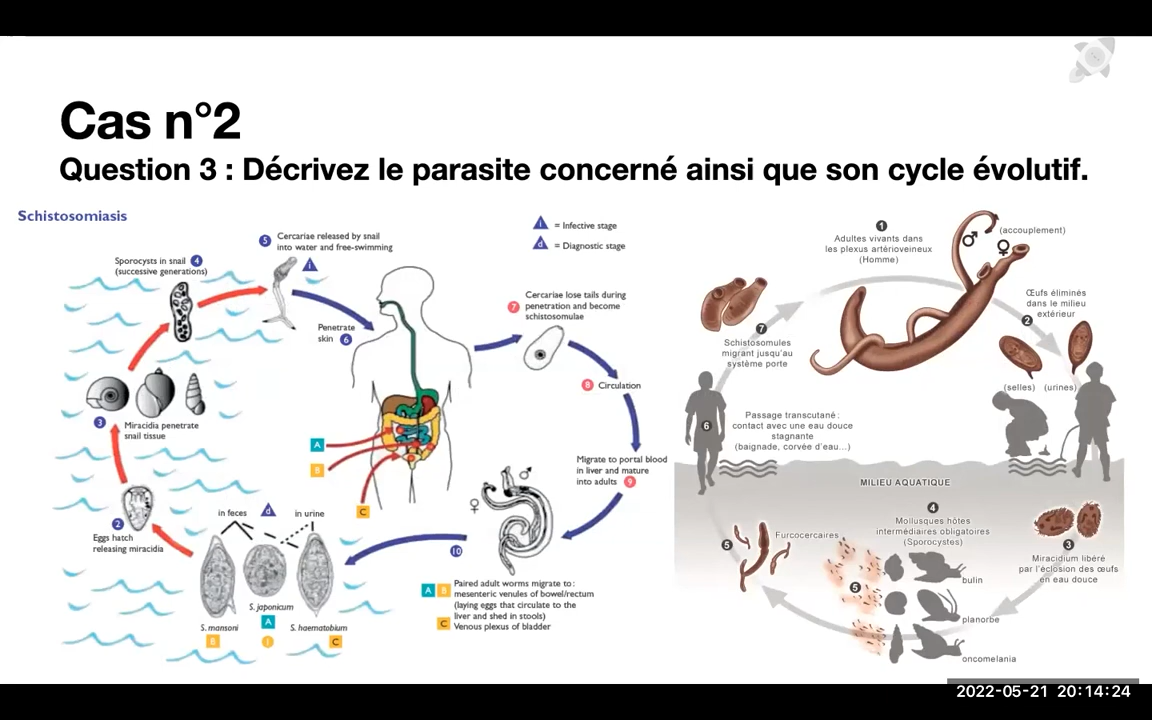 Cas n°2
Question 3 : Décrivez le parasite concerné ainsi que son cycle évolutif.
Schistosomiasis
5 Cercariae released by snail
into water and free-swimming
i
i = Infective stage
d = Diagnostic stage
Sporocysts in snail 4
(successive generations)
Penetrate
skin 6
Cercariae lose tails during
7 penetration and become
schistosomulae
8 Circulation
3
Miracidia penetrate
snail tissue
A
B
C
Migrate to portal blood
in liver and mature
into adults 9
♂
♀
2
Eggs hatch
releasing miracidia
in feces
d
in urine
10
S. japonicum
A
S. mansoni
B
i
S. haematobium
C
A B Paired adult worms migrate to:
mesenteric venules of bowel/rectum
(laying eggs that circulate to the
liver and shed in stools)
C Venous plexus of bladder
1
Adultes vivants dans
les plexus artérioveineux
(Homme)
♂
♀
(accouplement)
Œufs éliminés
dans le milieu
extérieur
2
(selles)
(urines)
7
Schistosomules
migrant jusqu'au
système porte
6
Passage transcutané :
contact avec une eau douce
stagnante
(baignade, corvée d'eau...)
MILIEU AQUATIQUE
4
Mollusques hôtes
intermédiaires obligatoires
(Sporocystes)
3
Miracidium libéré
par l'éclosion des œufs
en eau douce
5
Furcocercaires
5
bulin
planorbe
oncomelania
2022-05-21 20:14:24